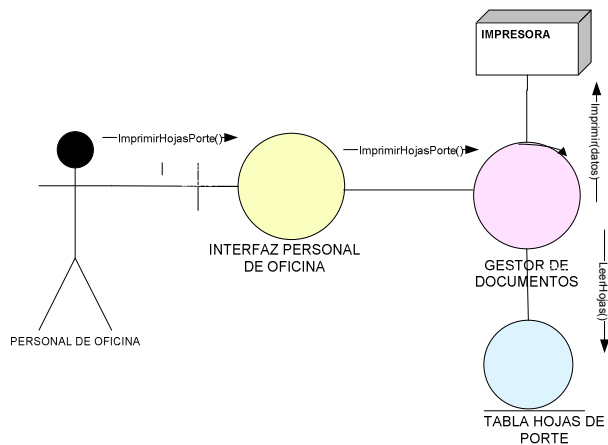 IMPRESORA
ImprimirHojasPorte()
ImprimirHojasPorte()
Imprimir(datos)
INTERFAZ PERSONAL
DE OFICINA
GESTOR DE
DOCUMENTOS
LeerHojas()
PERSONAL DE OFICINA
TABLA HOJAS DE
PORTE